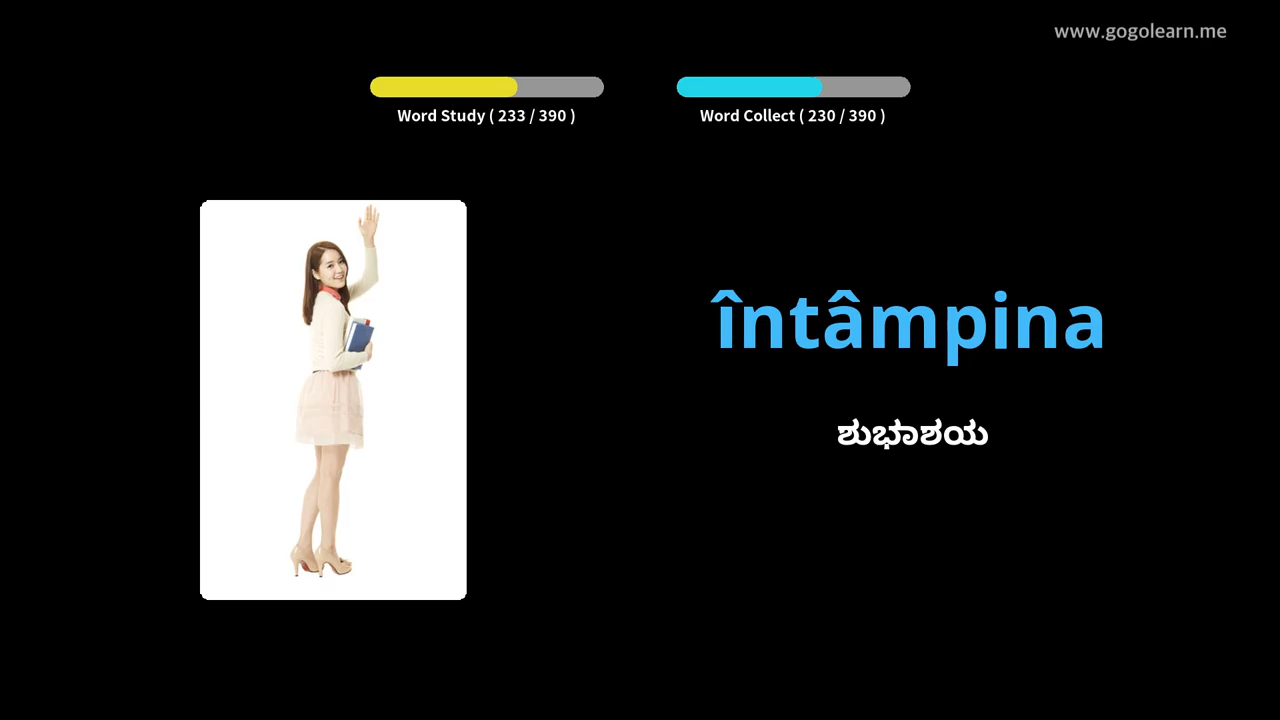 www.gogolearn.me
Word Study ( 233 / 390 )
Word Collect ( 230 / 390 )
întâmpina
ಶುಭಾಶಯ